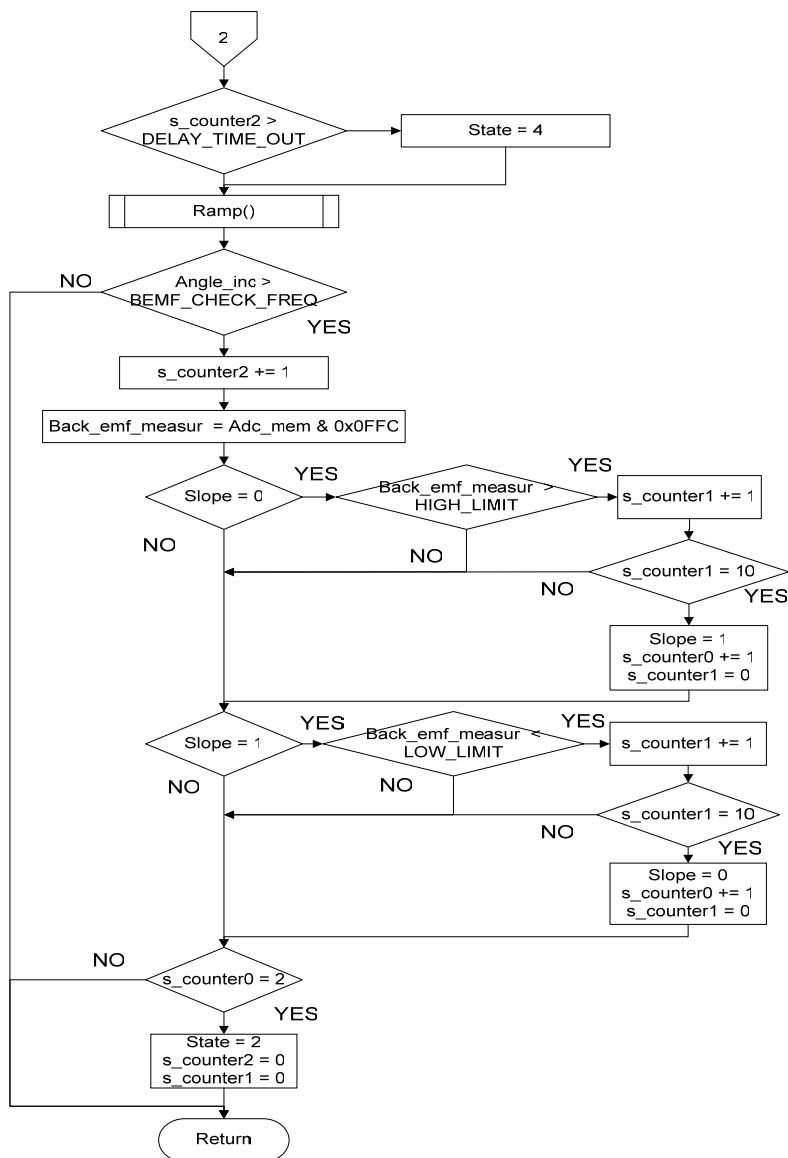 2
s_counter2 >
DELAY_TIME_OUT
State = 4
Ramp()
NO
Angle_inc >
BEMF_CHECK_FREQ
YES
s_counter2 += 1
Back_emf_measur = Adc_mem & 0x0FFC
Slope = 0
YES
Back_emf_measur >
HIGH_LIMIT
YES
s_counter1 += 1
NO
NO
s_counter1 = 10
NO
YES
Slope = 1
s_counter0 += 1
s_counter1 = 0
Slope = 1
YES
Back_emf_measur <
LOW_LIMIT
YES
s_counter1 += 1
NO
NO
s_counter1 = 10
NO
YES
Slope = 0
s_counter0 += 1
s_counter1 = 0
NO
s_counter0 = 2
YES
State = 2
s_counter2 = 0
s_counter1 = 0
Return